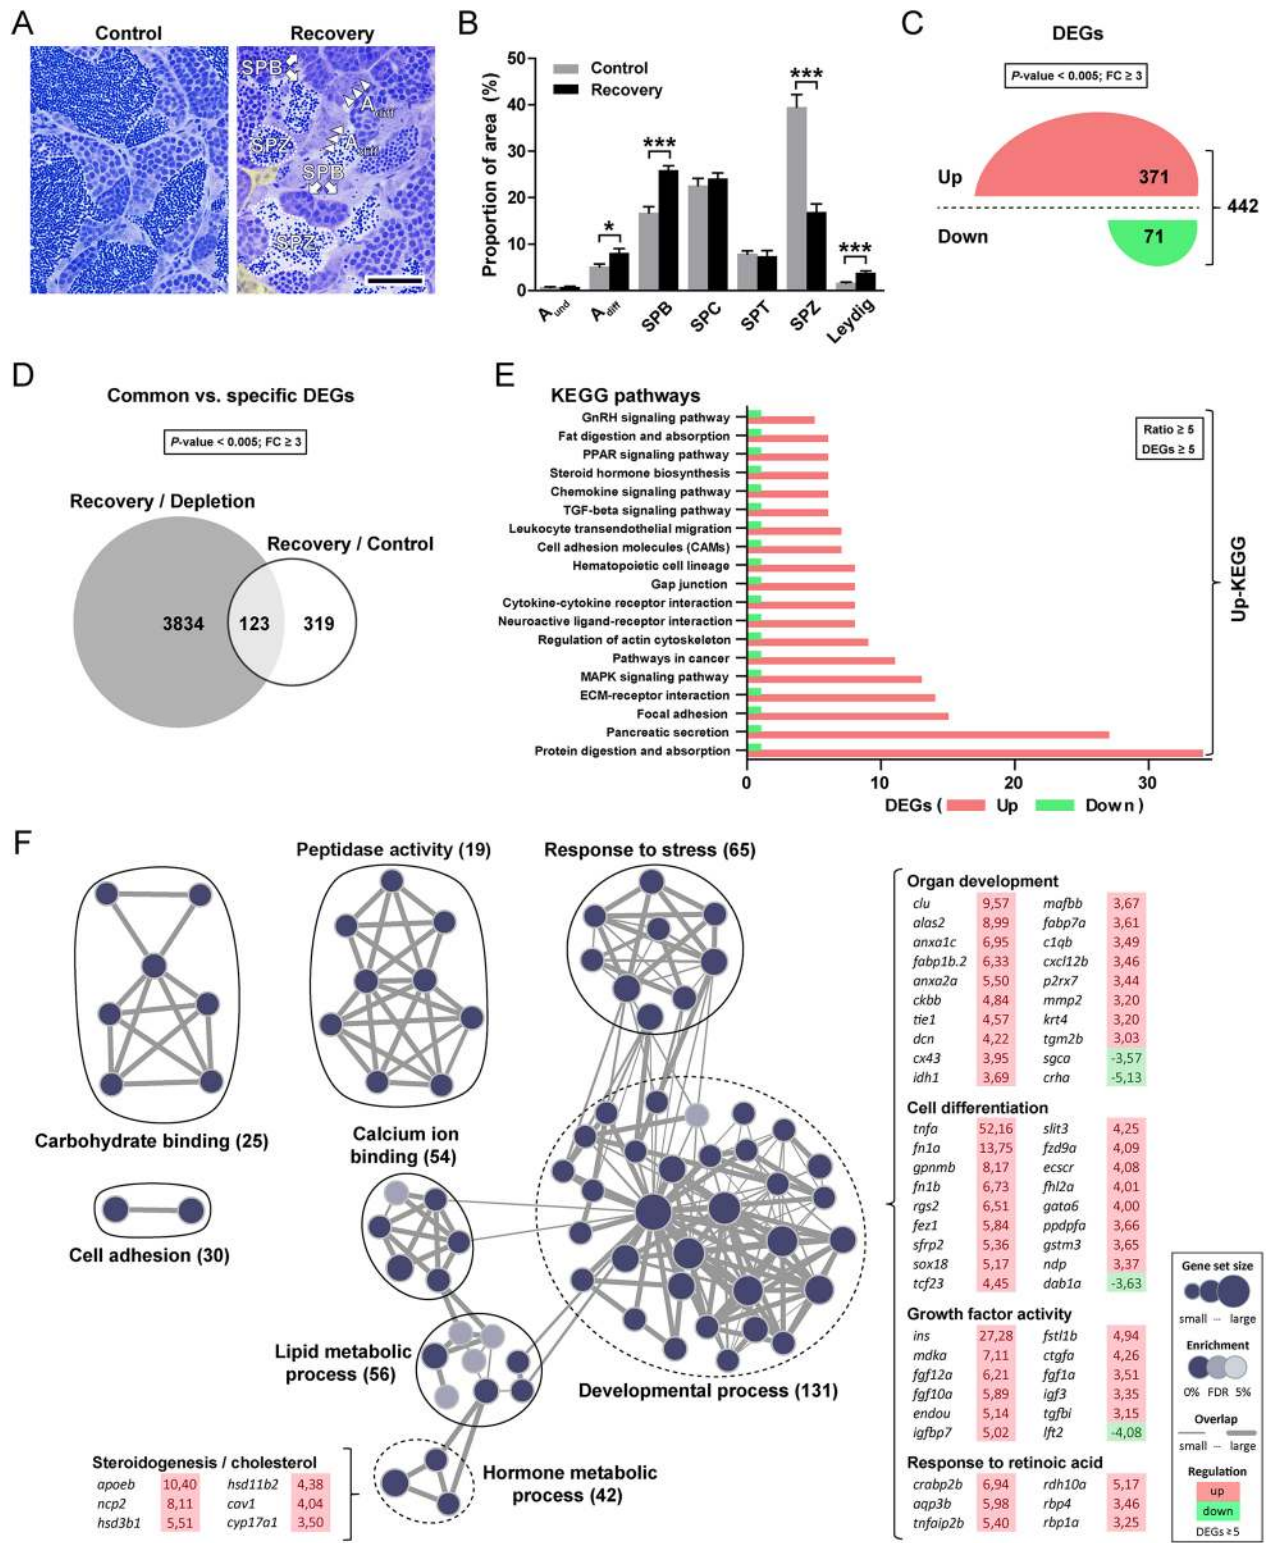 A
Control
Recovery
SPB
A diff
SPZ
A diff
SPB
SPZ
B
Proportion of area (%)
50
40
30
20
10
0
Control
Recovery
*
***
***
***
A und
A diff
SPB
SPC
SPT
SPZ
Leydig
C
DEGs
P-value < 0.005; FC ≥ 3
Up
371
442
Down
71
D
Common vs. specific DEGs
P-value < 0.005; FC ≥ 3
Recovery / Depletion
Recovery / Control
3834
123
319
E
KEGG pathways
Ratio ≥ 5
DEGs ≥ 5
GnRH signaling pathway
Fat digestion and absorption
PPAR signaling pathway
Steroid hormone biosynthesis
Chemokine signaling pathway
TGF-beta signaling pathway
Leukocyte transendothelial migration
Cell adhesion molecules (CAMs)
Hematopoietic cell lineage
Gap junction
Cytokine-cytokine receptor interaction
Neuroactive ligand-receptor interaction
Regulation of actin cytoskeleton
Pathways in cancer
MAPK signaling pathway
ECM-receptor interaction
Focal adhesion
Pancreatic secretion
Protein digestion and absorption
Up-KEGG
0 10 20 30
DEGs ( Up Down )
F
Peptidase activity (19)
Response to stress (65)
Carbohydrate binding (25)
Calcium ion
binding (54)
Cell adhesion (30)
Lipid metabolic
process (56)
Developmental process (131)
Hormone metabolic
process (42)
Steroidogenesis / cholesterol
apoeb 10,40 hsd11b2 4,38
ncp2 8,11 cav1 4,04
hsd3b1 5,51 cyp17a1 3,50
Organ development
clu 9,57 mafbb 3,67
alas2 8,99 fabp7a 3,61
anxa1c 6,95 c1qb 3,49
fabp1b.2 6,33 cxcl12b 3,46
anxa2a 5,50 p2rx7 3,44
ckbb 4,84 mmp2 3,20
tie1 4,57 krt4 3,20
dcn 4,22 tgm2b 3,03
cx43 3,95 sgca -3,57
idh1 3,69 crha -5,13
Cell differentiation
tnfa 52,16 slit3 4,25
fn1a 13,75 fzd9a 4,09
gpnmb 8,17 ecscr 4,08
fn1b 6,73 fhl2a 4,01
rgs2 6,51 gata6 4,00
fez1 5,84 ppdpfa 3,66
sfrp2 5,36 gstm3 3,65
sox18 5,17 ndp 3,37
tcf23 4,45 dab1a -3,63
Growth factor activity
ins 27,28 fstl1b 4,94
mdka 7,11 ctgfa 4,26
fgf12a 6,21 fgf1a 3,51
fgf10a 5,89 igf3 3,35
endou 5,14 tgfbi 3,15
igfbp7 5,02 lft2 -4,08
Response to retinoic acid
crabp2b 6,94 rdh10a 5,17
aqp3b 5,98 rbp4 3,46
tnfaip2b 5,40 rbp1a 3,25
Gene set size
small -- large
Enrichment
0% FDR 5%
Overlap
small -- large
Regulation
up
down
DEGs ≥ 5